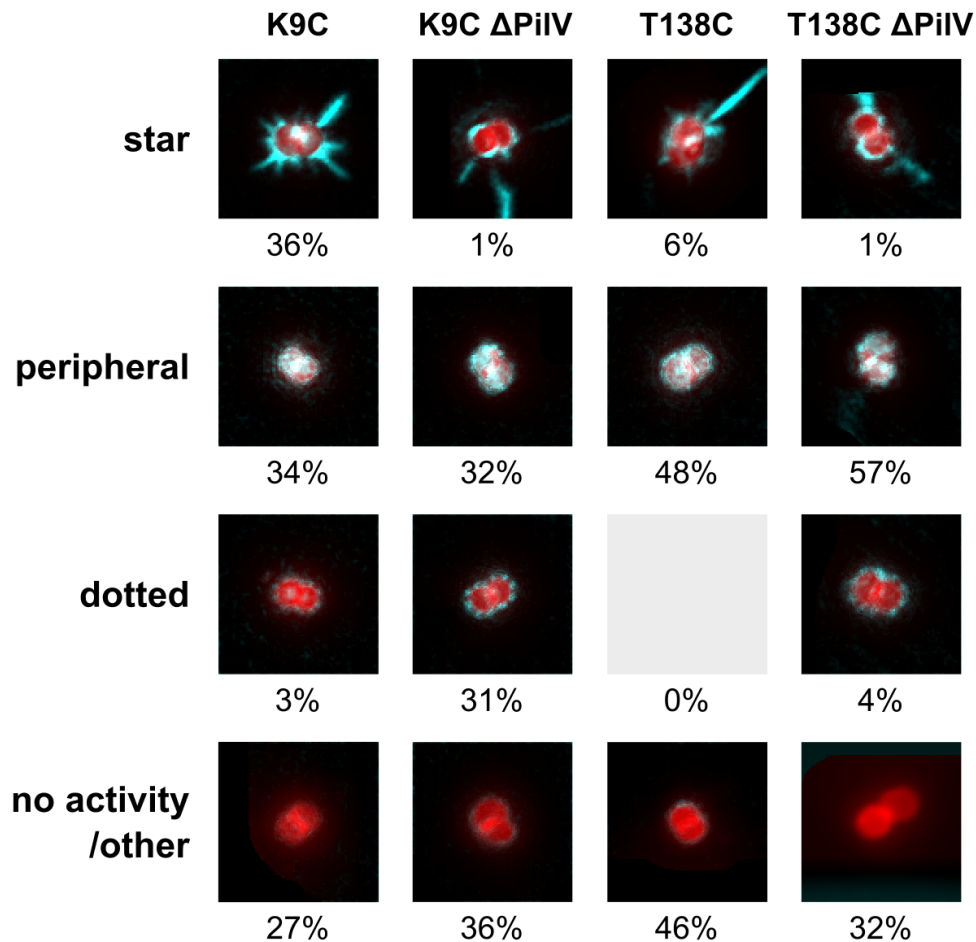 K9C K9C ΔPilV T138C T138C ΔPilV
star
36% 1% 6% 1%
peripheral
34% 32% 48% 57%
dotted
3% 31% 0% 4%
no activity
/other
27% 36% 46% 32%